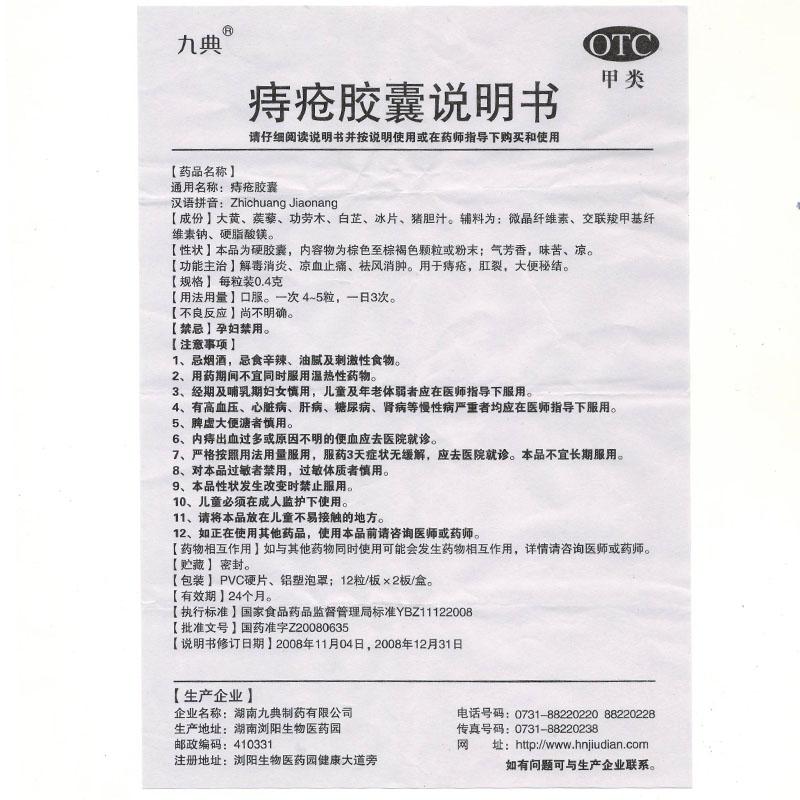 九典®
OTC
甲类
痔疮胶囊说明书
请仔细阅读说明书并按说明使用或在药师指导下购买和使用
【药品名称】
通用名称：痔疮胶囊
汉语拼音：Zhichuang Jiaonang
【成份】大黄、蒺藜、功劳木、白芷、冰片、猪胆汁。辅料为：微晶纤维素、交联羧甲基纤
维素钠、硬脂酸镁。
【性状】本品为硬胶囊，内容物为棕色至棕褐色颗粒或粉末；气芳香，味苦、凉。
【功能主治】解毒消炎、凉血止痛、祛风消肿。用于痔疮，肛裂，大便秘结。
【规格】 每粒装0.4克
【用法用量】口服。一次 4~5粒，一日3次。
【不良反应】尚不明确。
【禁忌】孕妇禁用。
【注意事项】
1、忌烟酒，忌食辛辣、油腻及刺激性食物。
2、用药期间不宜同时服用温热性药物。
3、经期及哺乳期妇女慎用，儿童及年老体弱者应在医师指导下服用。
4、有高血压、心脏病、肝病、糖尿病、肾病等慢性病严重者均应在医师指导下服用。
5、脾虚大便溏者慎用。
6、内痔出血过多或原因不明的便血应去医院就诊。
7、严格按照用法用量服用，服药3天症状无缓解，应去医院就诊。本品不宜长期服用。
8、对本品过敏者禁用，过敏体质者慎用。
9、本品性状发生改变时禁止服用。
10、儿童必须在成人监护下使用。
11、请将本品放在儿童不易接触的地方。
12、如正在使用其他药品，使用本品前请咨询医师或药师。
【药物相互作用】如与其他药物同时使用可能会发生药物相互作用，详情请咨询医师或药师。
【贮藏】 密封。
【包装】 PVC硬片、铝塑泡罩；12粒/板×2板/盒。
【有效期】24个月。
【执行标准】国家食品药品监督管理局标准YBZ11122008
【批准文号】国药准字Z20080635
【说明书修订日期】2008年11月04日，2008年12月31日
【生产企业】
企业名称：湖南九典制药有限公司
生产地址：湖南浏阳生物医药园
邮政编码：410331
注册地址：浏阳生物医药园健康大道旁
电话号码：0731-88220220 88220228
传真号码：0731-88220238
网 址：http://www.hnjiudian.com
如有问题可与生产企业联系。